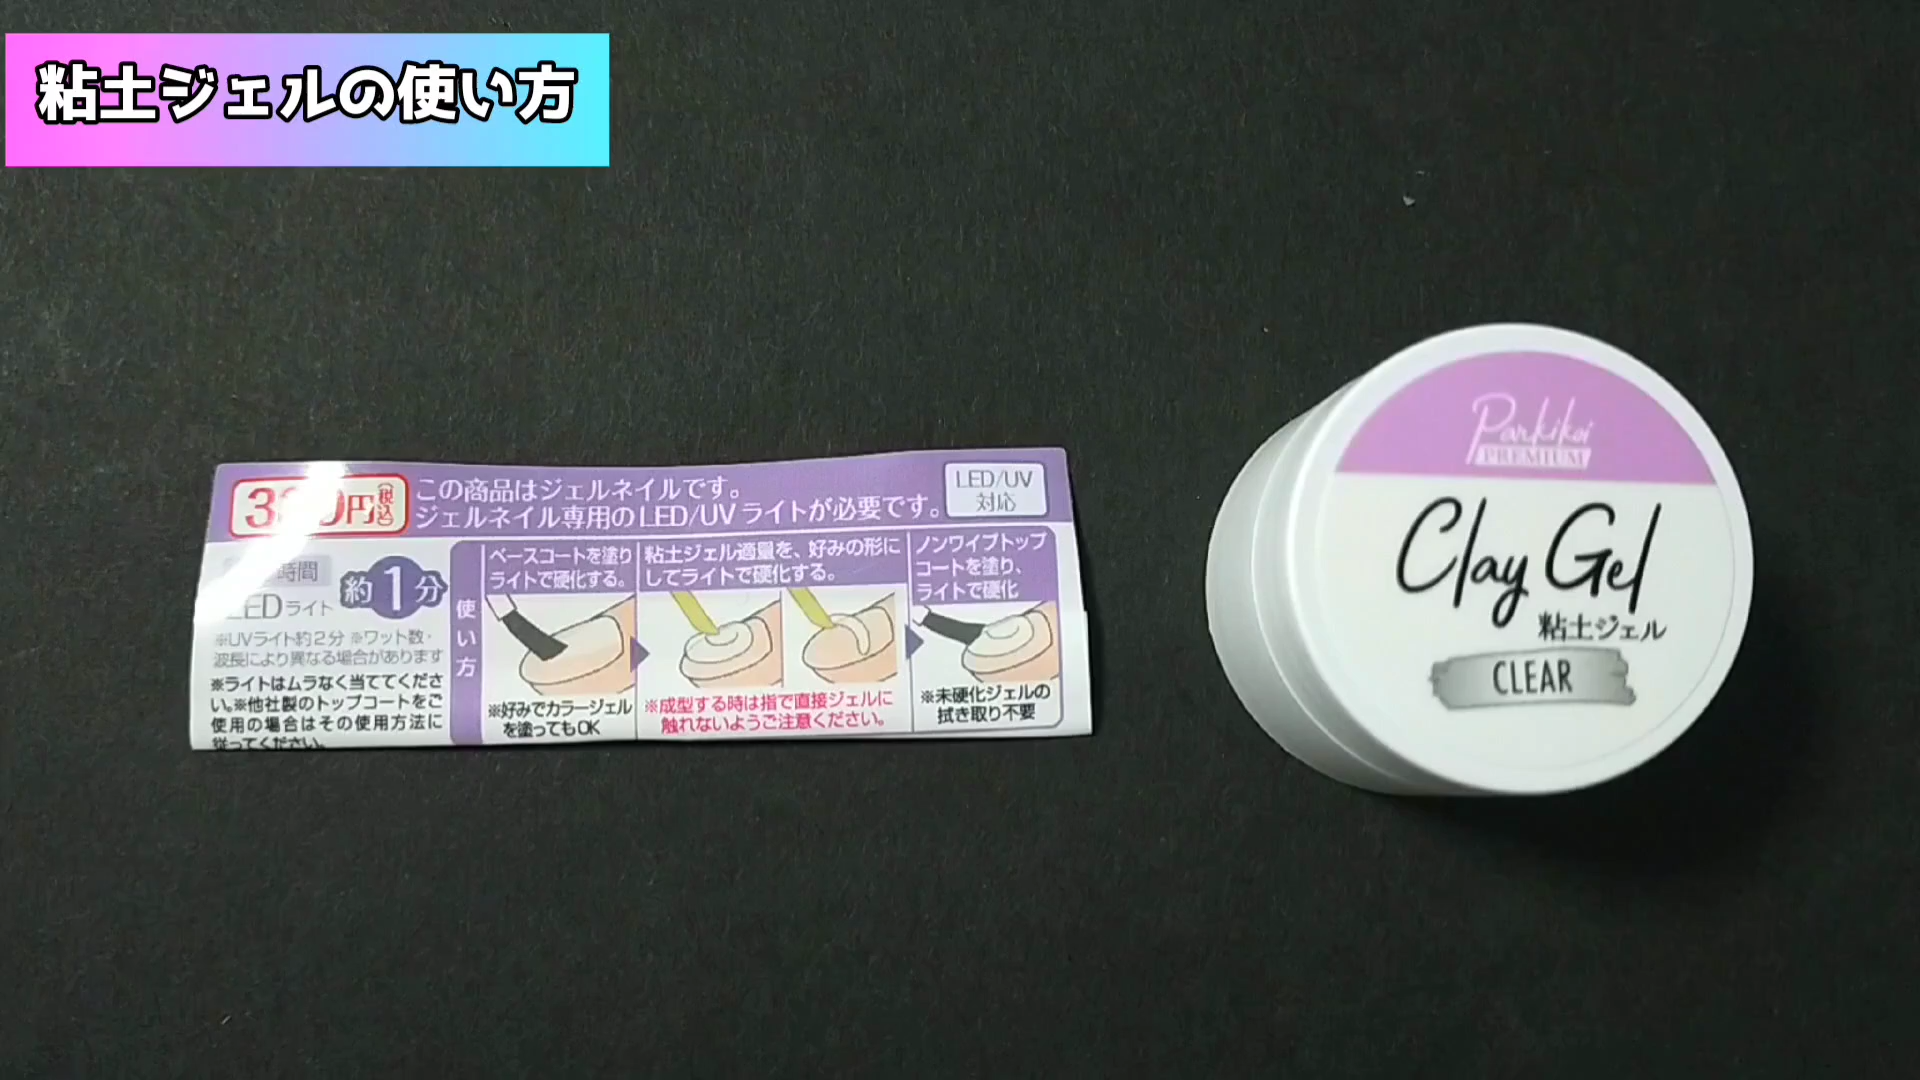 粘土ジェルの使い方
円(税込)
この商品はジェルネイルです。
ジェルネイル専用のLED/UVライトが必要です。
LED/UV
対応
時間
LEDライト
約1分
※UVライト約2分 ※ワット数・
波長により異なる場合があります
※ライトはムラなく当ててくださ
い。※他社製のトップコートをご
使用の場合はその使用方法に
従ってください。
使い方
ベースコートを塗り
ライトで硬化する。
※好みでカラージェル
を塗ってもOK
粘土ジェル適量を、好みの形に
してライトで硬化する。
※成型する時は指で直接ジェルに
触れないようご注意ください。
ノンワイプトップ
コートを塗り、
ライトで硬化
※未硬化ジェルの
拭き取り不要
Parkikoi
PREMIUM
Clay Gel
粘土ジェル
CLEAR